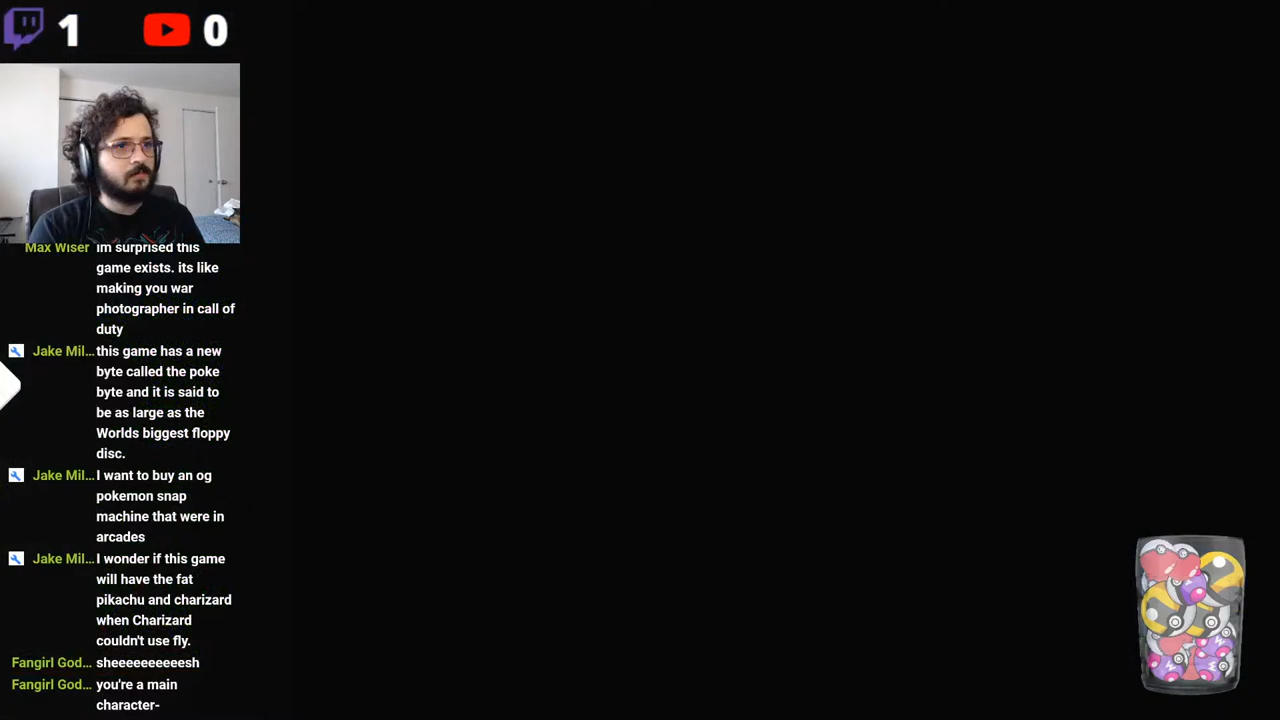 1 0
Max Wiser im surprised this
game exists. its like
making you war
photographer in call of
duty
Jake Mil... this game has a new
byte called the poke
byte and it is said to
be as large as the
Worlds biggest floppy
disc.
Jake Mil... I want to buy an og
pokemon snap
machine that were in
arcades
Jake Mil... I wonder if this game
will have the fat
pikachu and charizard
when Charizard
couldn't use fly.
Fangirl God... sheeeeeeeeeesh
Fangirl God... you're a main
character-